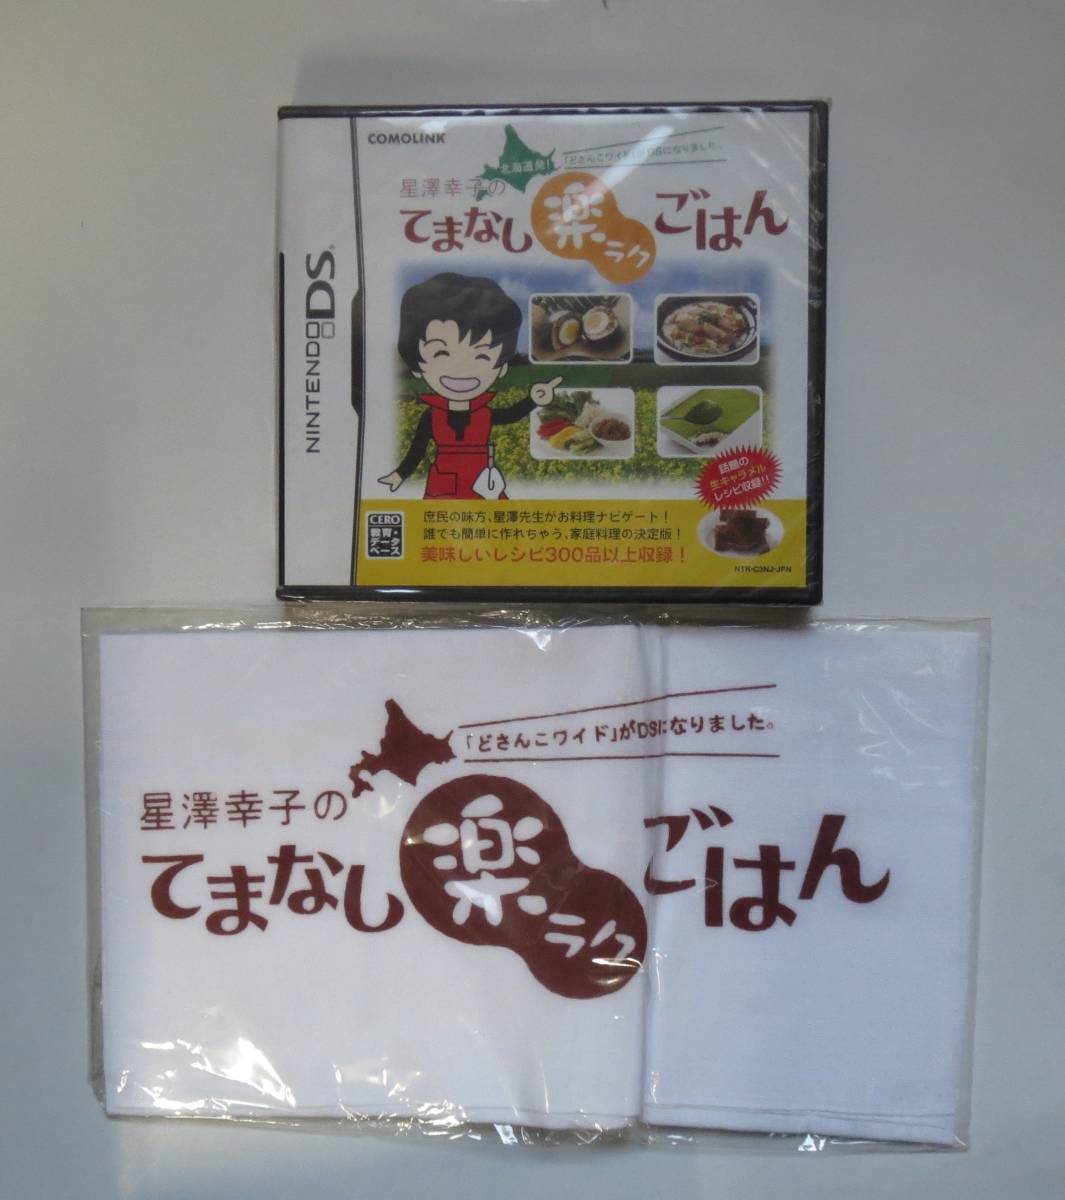 COMOLINK
北海道発!
「どさんこワイド」がDSになりました。
星澤幸子の
てまなし楽ラクごはん
NINTENDO DS
話題の
生キャラメル
レシピ収録!!
CERO
教育・
データ
ベース
庶民の味方、星澤先生がお料理ナビゲート!
誰でも簡単に作れちゃう、家庭料理の決定版!
美味しいレシピ300品以上収録!
NTR-C3NJ-JPN
「どさんこワイド」がDSになりました。
星澤幸子の
てまなし楽ラクごはん